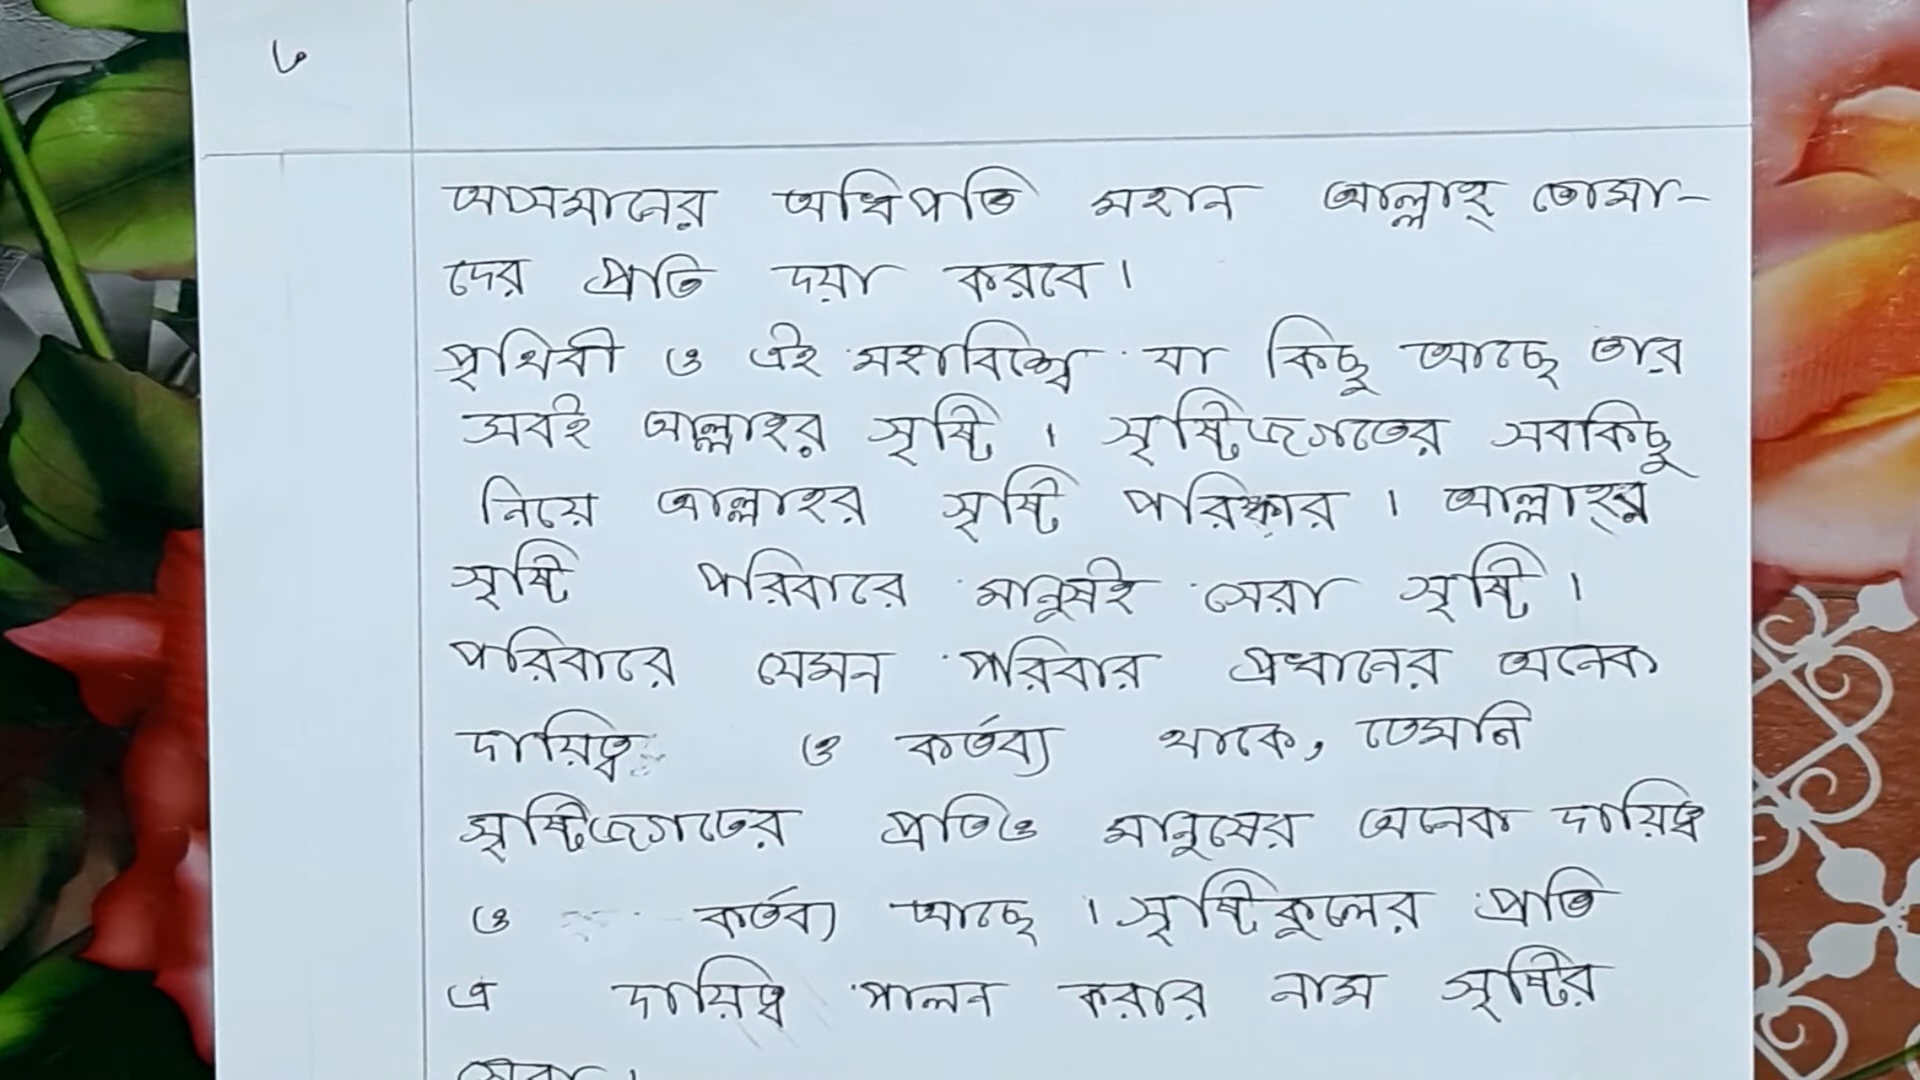 ৬
আসমানের অধিপতি মহান আল্লাহ্ তোমা-
দের প্রতি দয়া করবে।
পৃথিবী ও এই মহাবিশ্বে যা কিছু আছে তার
সবই আল্লাহর সৃষ্টি । সৃষ্টিজগতের সবকিছু
নিয়ে আল্লাহর সৃষ্টি পরিস্কার । আল্লাহ্র
সৃষ্টি পরিবারে মানুষই সেরা সৃষ্টি ।
পরিবারে যেমন পরিবার প্রধানের অনেক
দায়িত্ব ও কর্তব্য থাকে, তেমনি
সৃষ্টিজগতের প্রতিও মানুষের অনেক দায়িত্ব
ও কর্তব্য আছে । সৃষ্টিকুলের প্রতি
এ দায়িত্ব পালন করার নাম সৃষ্টির
সেবা ।